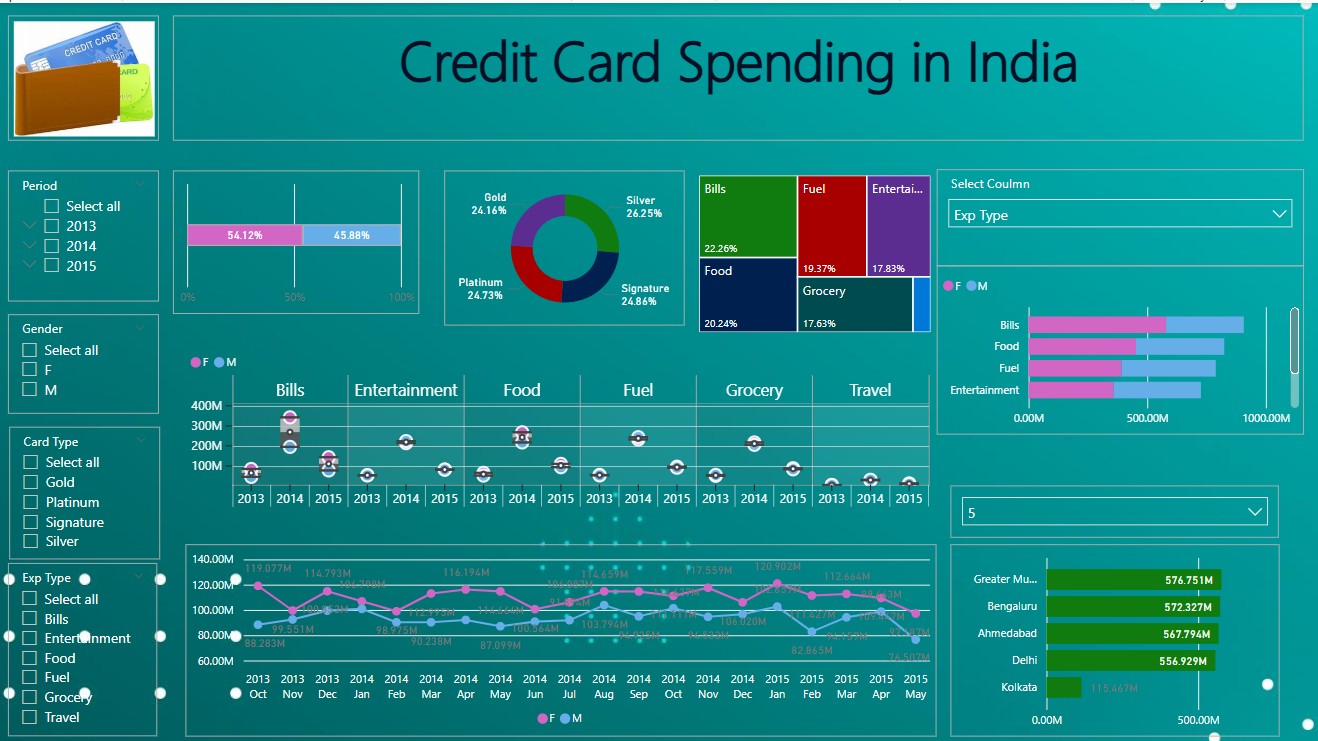 CREDIT CARD
CARD
Credit Card Spending in India
Period
Select all
2013
2014
2015
Gender
Select all
F
M
Card Type
Select all
Gold
Platinum
Signature
Silver
Exp Type
Select all
Bills
Entertainment
Food
Fuel
Grocery
Travel
54.12% 45.88%
0% 50% 100%
Gold
24.16%
Silver
26.25%
Platinum
24.73%
Signature
24.86%
Bills
22.26%
Fuel
19.37%
Entertai...
17.83%
Food
20.24%
Grocery
17.63%
Select Coulmn
Exp Type
F M
Bills
Food
Fuel
Entertainment
0.00M 500.00M 1000.00M
F M
Bills Entertainment Food Fuel Grocery Travel
400M
300M
200M
100M
2013 2014 2015 2013 2014 2015 2013 2014 2015 2013 2014 2015 2013 2014 2015 2013 2014 2015
5
140.00M
120.00M
100.00M
80.00M
60.00M
119.077M
114.793M
116.194M
114.659M
117.559M
120.902M
112.664M
99.551M
98.975M
100.564M
103.794M
106.020M
88.283M
90.238M
87.099M
82.865M
76.507M
2013 2013 2013 2014 2014 2014 2014 2014 2014 2014 2014 2014 2014 2014 2014 2015 2015 2015 2015 2015
Oct Nov Dec Jan Feb Mar Apr May Jun Jul Aug Sep Oct Nov Dec Jan Feb Mar Apr May
F M
Greater Mu... 576.751M
Bengaluru 572.327M
Ahmedabad 567.794M
Delhi 556.929M
Kolkata 115.467M
0.00M 500.00M